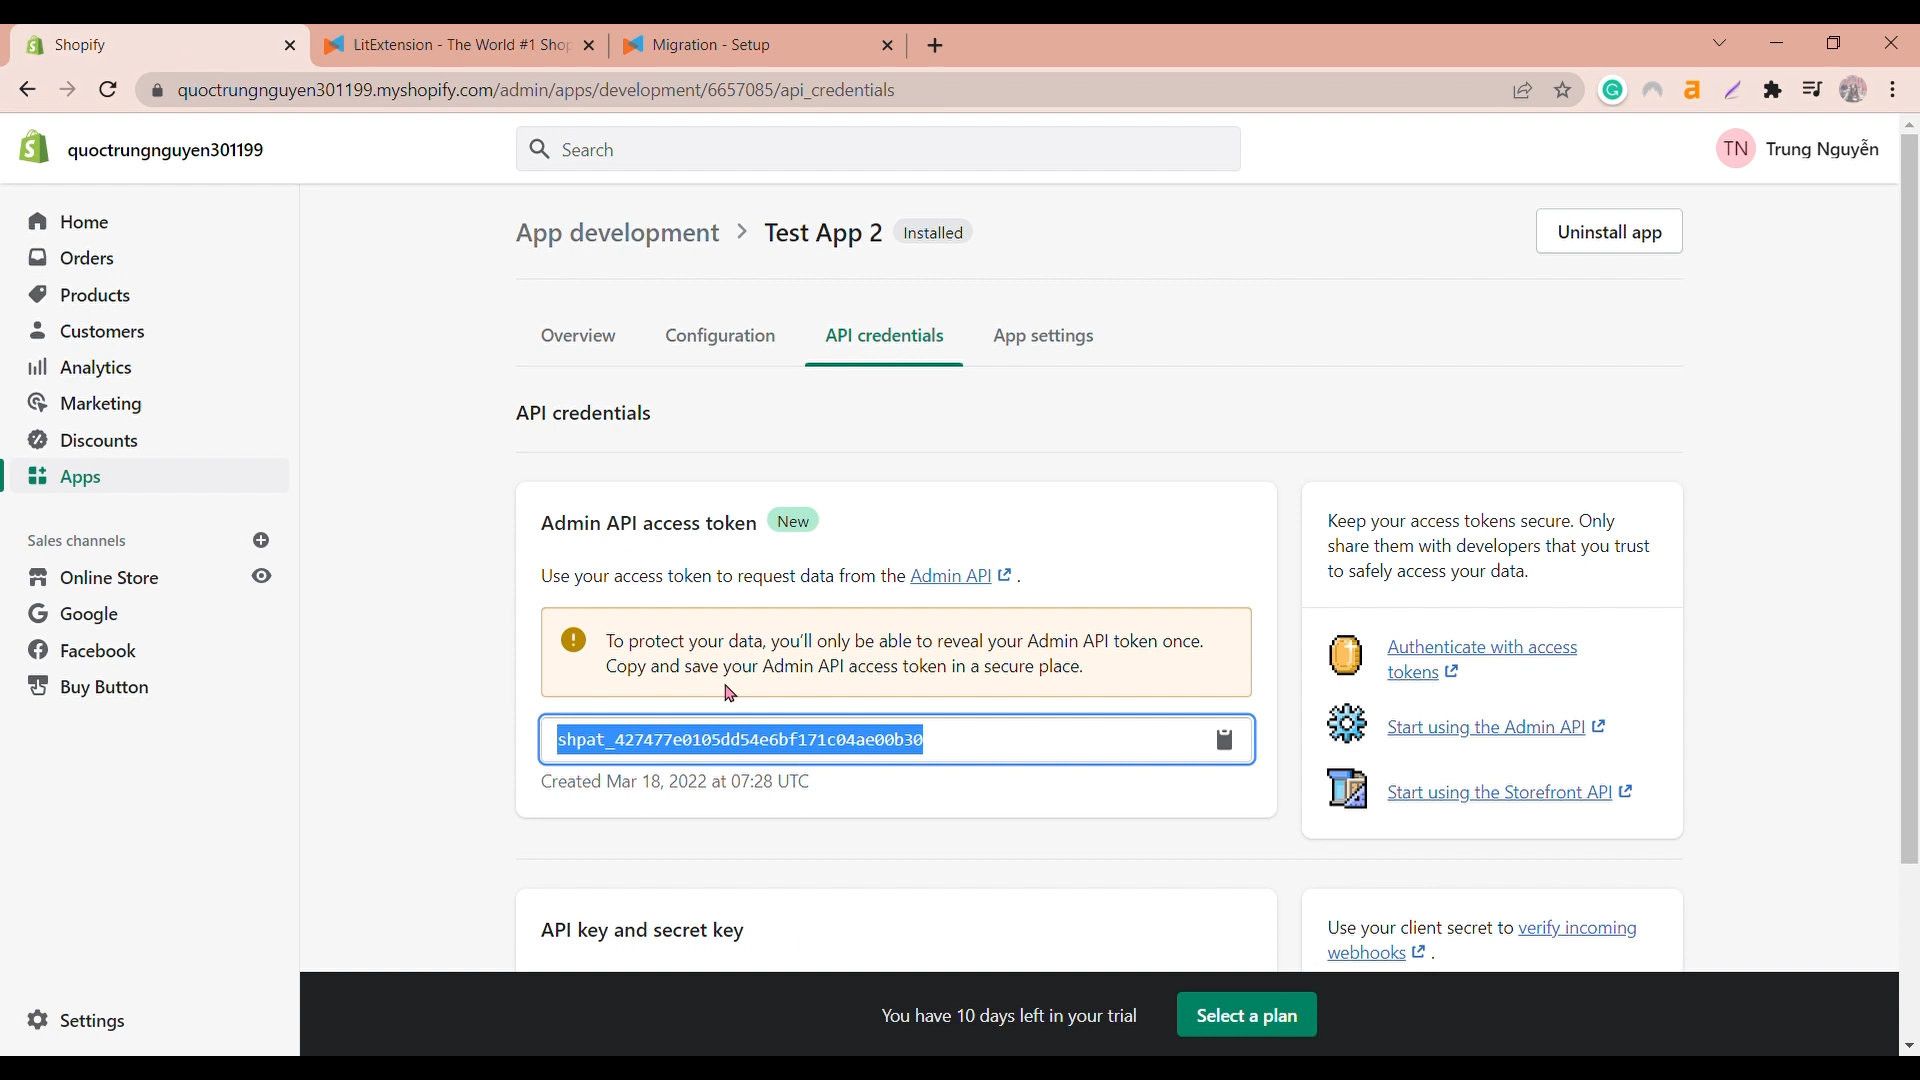 Shopify
LitExtension - The World #1 Shop
Migration - Setup
quoctrungnguyen301199.myshopify.com/admin/apps/development/6657085/api_credentials
quoctrungnguyen301199
Search
TN Trung Nguyễn
Home
Orders
Products
Customers
Analytics
Marketing
Discounts
Apps
Sales channels
Online Store
Google
Facebook
Buy Button
Settings
App development > Test App 2 Installed
Uninstall app
Overview Configuration API credentials App settings
API credentials
Admin API access token New
Use your access token to request data from the Admin API .
To protect your data, you'll only be able to reveal your Admin API token once.
Copy and save your Admin API access token in a secure place.
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
Created Mar 18, 2022 at 07:28 UTC
Keep your access tokens secure. Only
share them with developers that you trust
to safely access your data.
Authenticate with access
tokens
Start using the Admin API
Start using the Storefront API
API key and secret key
Use your client secret to verify incoming
webhooks .
You have 10 days left in your trial
Select a plan